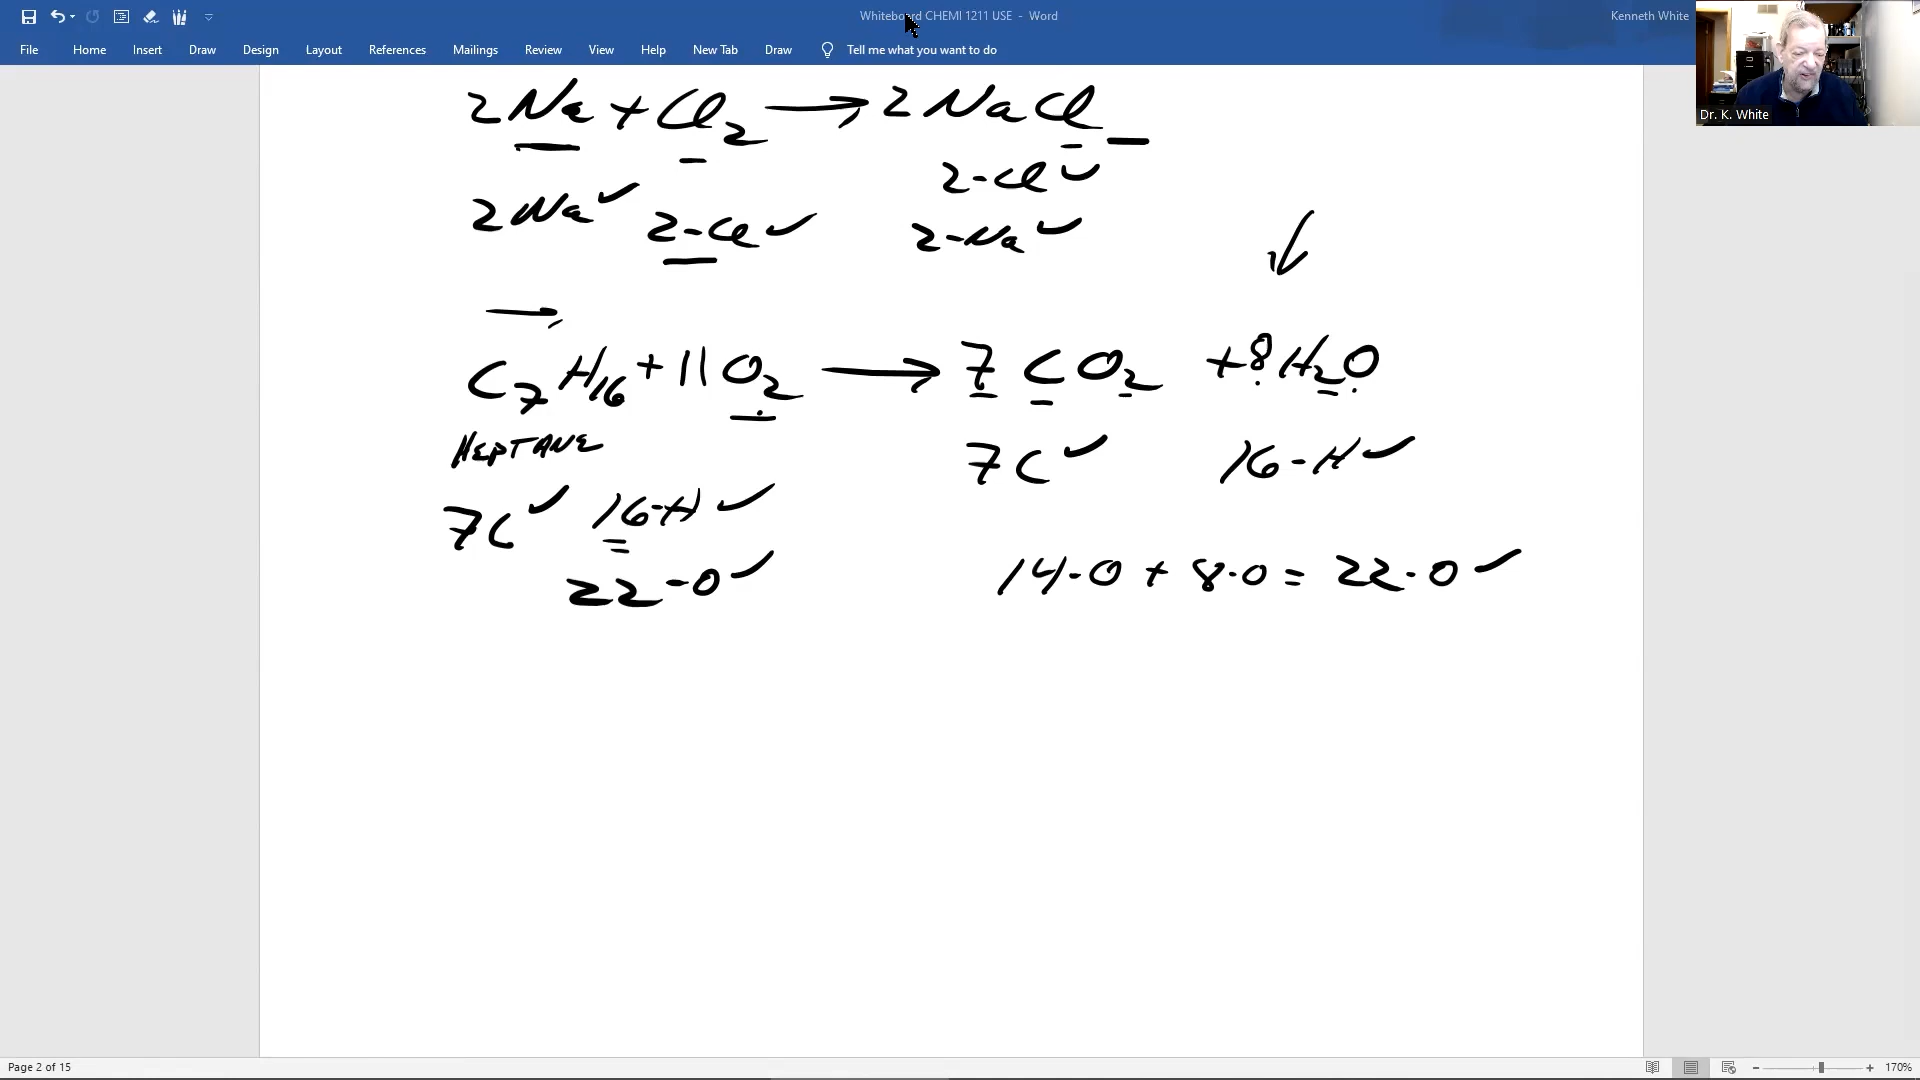 Whiteboard CHEMI 1211 USE - Word
Kenneth White
File Home Insert Draw Design Layout References Mailings Review View Help New Tab Draw Tell me what you want to do
Dr. K. White
2Na + Cl₂ → 2NaCl
2-Cl ✓
2Na ✓ 2-Cl ✓ 2-Na ✓
→
C₇H₁₆ + 11O₂ → 7CO₂ + 8H₂O
HEPTANE
7C ✓ 16-H ✓
7C ✓ 16-H ✓
22-O ✓ 14-O + 8-O = 22-O ✓
Page 2 of 15
170%